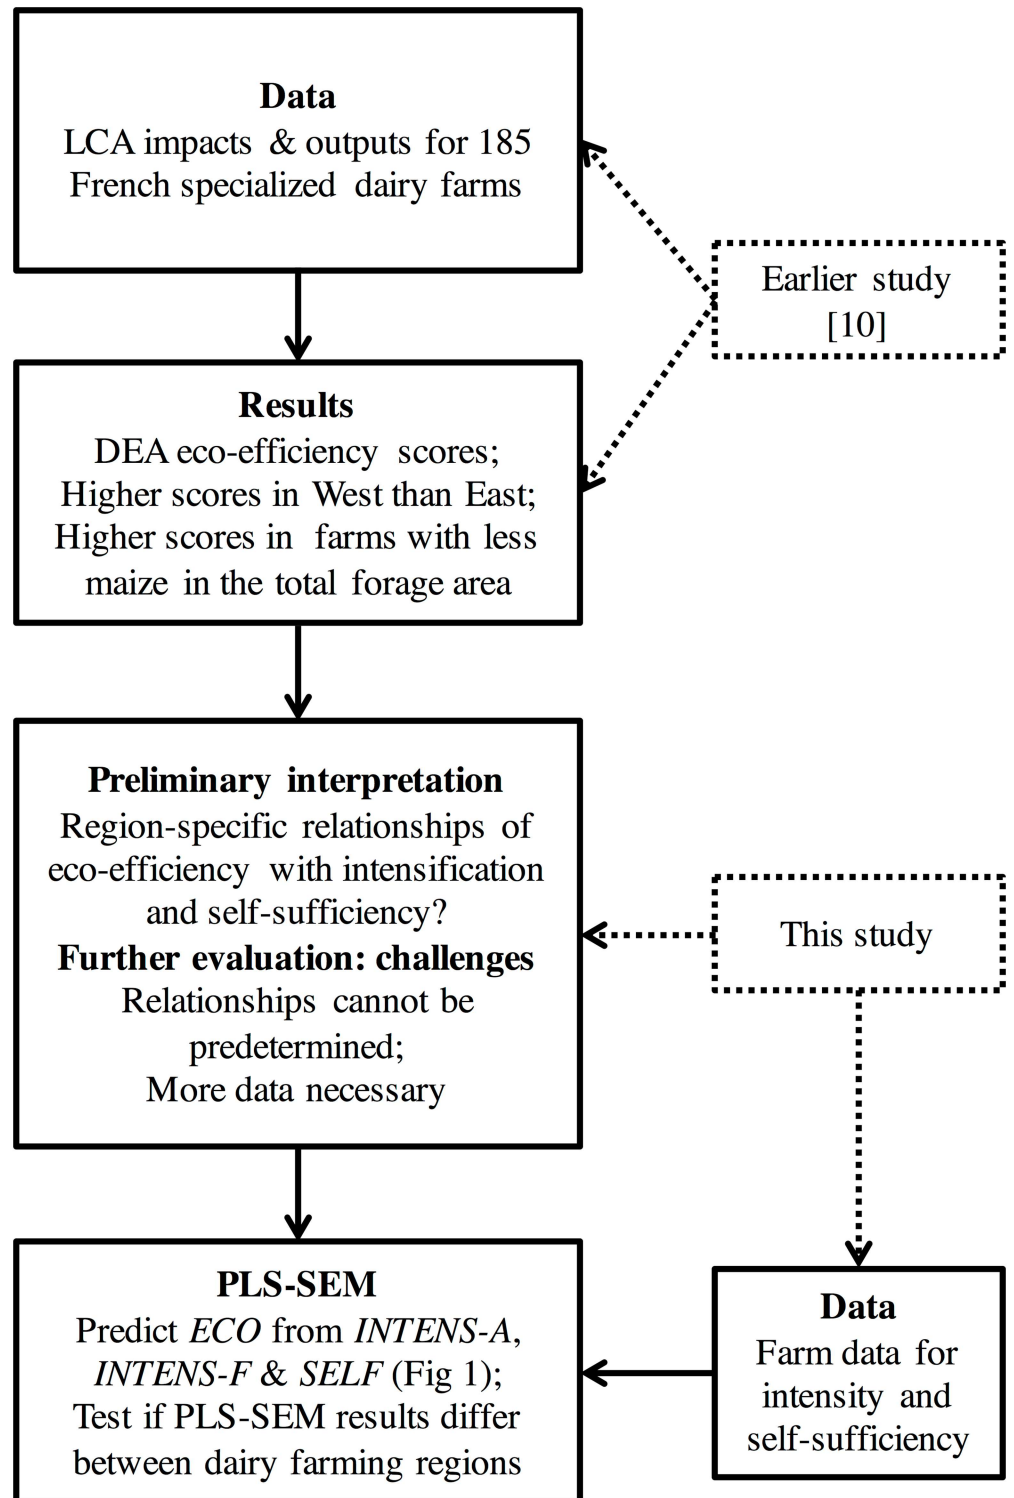 Data
LCA impacts & outputs for 185
French specialized dairy farms
Earlier study
[10]
Results
DEA eco-efficiency scores;
Higher scores in West than East;
Higher scores in farms with less
maize in the total forage area
Preliminary interpretation
Region-specific relationships of
eco-efficiency with intensification
and self-sufficiency?
Further evaluation: challenges
Relationships cannot be
predetermined;
More data necessary
This study
PLS-SEM
Predict ECO from INTENS-A,
INTENS-F & SELF (Fig 1);
Test if PLS-SEM results differ
between dairy farming regions
Data
Farm data for
intensity and
self-sufficiency